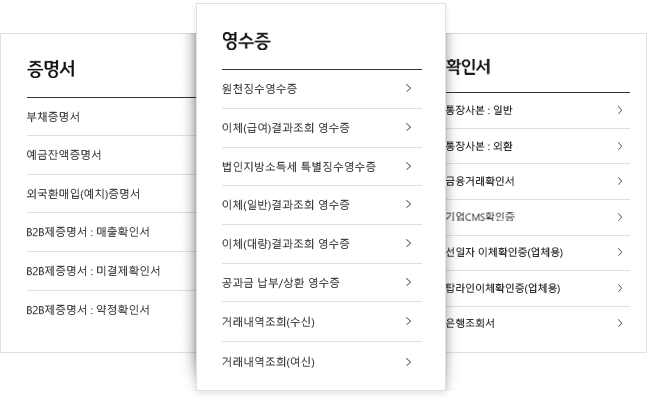 증명서
부채증명서
예금잔액증명서
외국환매입(예치)증명서
B2B제증명서 : 매출확인서
B2B제증명서 : 미결제확인서
B2B제증명서 : 약정확인서
영수증
원천징수영수증
이체(급여)결과조회 영수증
법인지방소득세 특별징수영수증
이체(일반)결과조회 영수증
이체(대량)결과조회 영수증
공과금 납부/상환 영수증
거래내역조회(수신)
거래내역조회(여신)
확인서
통장사본 : 일반
통장사본 : 외환
금융거래확인서
기업CMS확인증
선일자 이체확인증(업체용)
탑라인이체확인증(업체용)
은행조회서